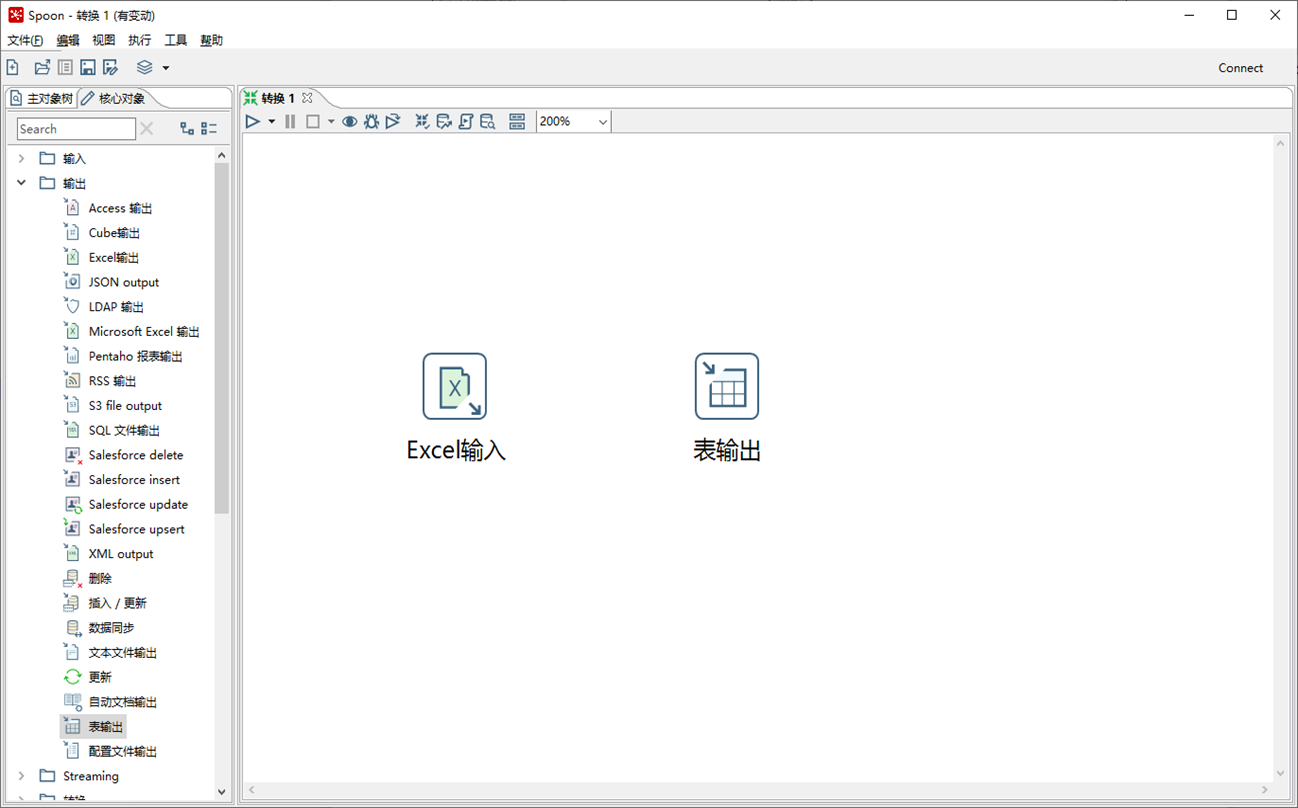 Spoon - 转换 1 (有变动)
文件(F) 编辑 视图 执行 工具 帮助
Connect
主对象树 核心对象
转换 1
Search
200%
输入
输出
Access 输出
Cube输出
Excel输出
JSON output
LDAP 输出
Microsoft Excel 输出
Pentaho 报表输出
RSS 输出
S3 file output
SQL 文件输出
Salesforce delete
Salesforce insert
Salesforce update
Salesforce upsert
XML output
删除
插入 / 更新
数据同步
文本文件输出
更新
自动文档输出
表输出
配置文件输出
Streaming
转换
Excel输入
表输出